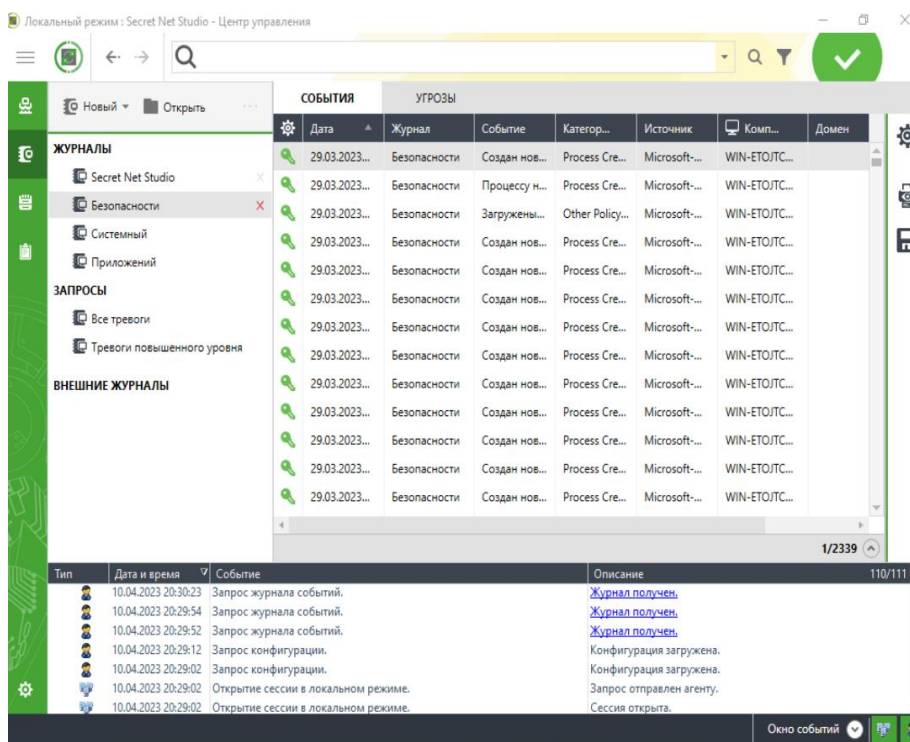 Локальный режим : Secret Net Studio - Центр управления
Новый Открыть ...
СОБЫТИЯ УГРОЗЫ
Дата Журнал Событие Категор... Источник Комп... Домен
ЖУРНАЛЫ
Secret Net Studio
Безопасности
Системный
Приложений
ЗАПРОСЫ
Все тревоги
Тревоги повышенного уровня
ВНЕШНИЕ ЖУРНАЛЫ
29.03.2023... Безопасности Создан нов... Process Cre... Microsoft-... WIN-ETOJTC...
29.03.2023... Безопасности Процессу н... Process Cre... Microsoft-... WIN-ETOJTC...
29.03.2023... Безопасности Загружены... Other Policy... Microsoft-... WIN-ETOJTC...
29.03.2023... Безопасности Создан нов... Process Cre... Microsoft-... WIN-ETOJTC...
29.03.2023... Безопасности Создан нов... Process Cre... Microsoft-... WIN-ETOJTC...
29.03.2023... Безопасности Создан нов... Process Cre... Microsoft-... WIN-ETOJTC...
29.03.2023... Безопасности Создан нов... Process Cre... Microsoft-... WIN-ETOJTC...
29.03.2023... Безопасности Создан нов... Process Cre... Microsoft-... WIN-ETOJTC...
29.03.2023... Безопасности Создан нов... Process Cre... Microsoft-... WIN-ETOJTC...
29.03.2023... Безопасности Создан нов... Process Cre... Microsoft-... WIN-ETOJTC...
29.03.2023... Безопасности Создан нов... Process Cre... Microsoft-... WIN-ETOJTC...
29.03.2023... Безопасности Создан нов... Process Cre... Microsoft-... WIN-ETOJTC...
29.03.2023... Безопасности Создан нов... Process Cre... Microsoft-... WIN-ETOJTC...
1/2339
Тип Дата и время Событие Описание 110/111
10.04.2023 20:30:23 Запрос журнала событий. Журнал получен.
10.04.2023 20:29:54 Запрос журнала событий. Журнал получен.
10.04.2023 20:29:52 Запрос журнала событий. Журнал получен.
10.04.2023 20:29:12 Запрос конфигурации. Конфигурация загружена.
10.04.2023 20:29:02 Запрос конфигурации. Конфигурация загружена.
10.04.2023 20:29:02 Открытие сессии в локальном режиме. Запрос отправлен агенту.
10.04.2023 20:29:02 Открытие сессии в локальном режиме. Сессия открыта.
Окно событий